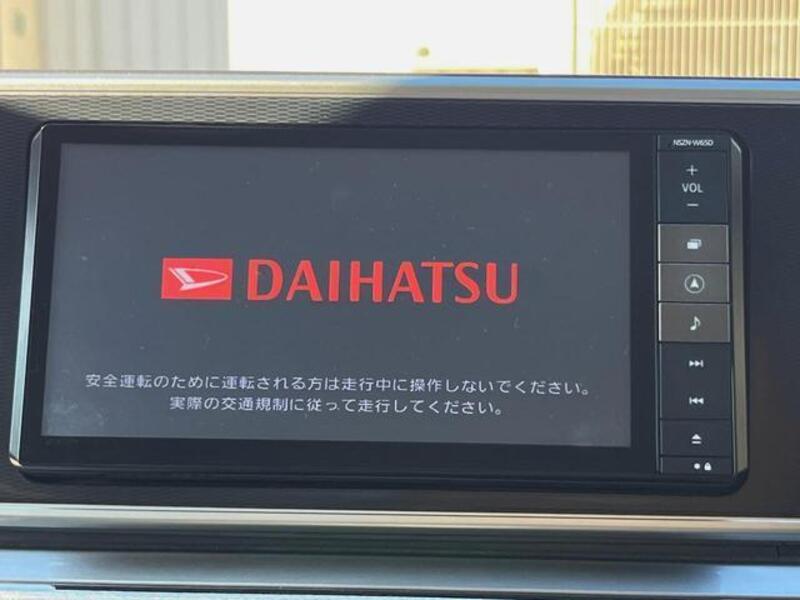 NSZN-W65D
+
VOL
−
DAIHATSU
安全運転のために運転される方は走行中に操作しないでください。
実際の交通規制に従って走行してください。